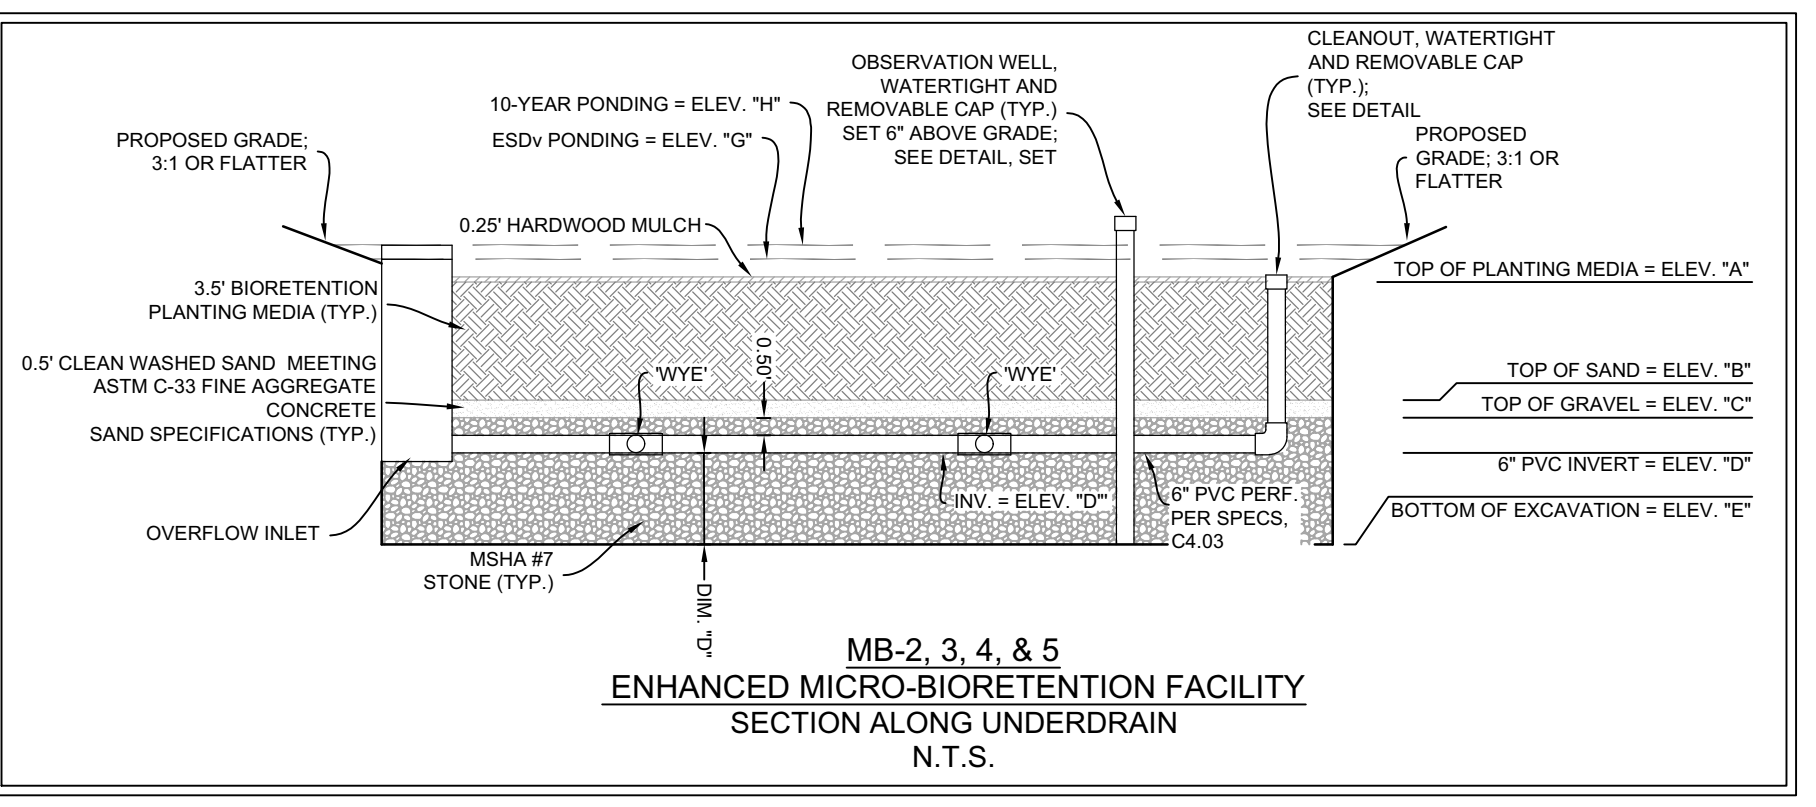 CLEANOUT, WATERTIGHT
AND REMOVABLE CAP
(TYP.);
SEE DETAIL
OBSERVATION WELL,
WATERTIGHT AND
REMOVABLE CAP (TYP.)
SET 6" ABOVE GRADE;
SEE DETAIL, SET
10-YEAR PONDING = ELEV. "H"
ESDv PONDING = ELEV. "G"
PROPOSED GRADE;
3:1 OR FLATTER
PROPOSED
GRADE; 3:1 OR
FLATTER
0.25' HARDWOOD MULCH
TOP OF PLANTING MEDIA = ELEV. "A"
3.5' BIORETENTION
PLANTING MEDIA (TYP.)
0.5' CLEAN WASHED SAND MEETING
ASTM C-33 FINE AGGREGATE
CONCRETE
SAND SPECIFICATIONS (TYP.)
'WYE'
0.50'
'WYE'
TOP OF SAND = ELEV. "B"
TOP OF GRAVEL = ELEV. "C"
6" PVC INVERT = ELEV. "D"
BOTTOM OF EXCAVATION = ELEV. "E"
INV. = ELEV. "D"'
6" PVC PERF.
PER SPECS,
C4.03
OVERFLOW INLET
MSHA #7
STONE (TYP.)
DIM. "D"
MB-2, 3, 4, & 5
ENHANCED MICRO-BIORETENTION FACILITY
SECTION ALONG UNDERDRAIN
N.T.S.